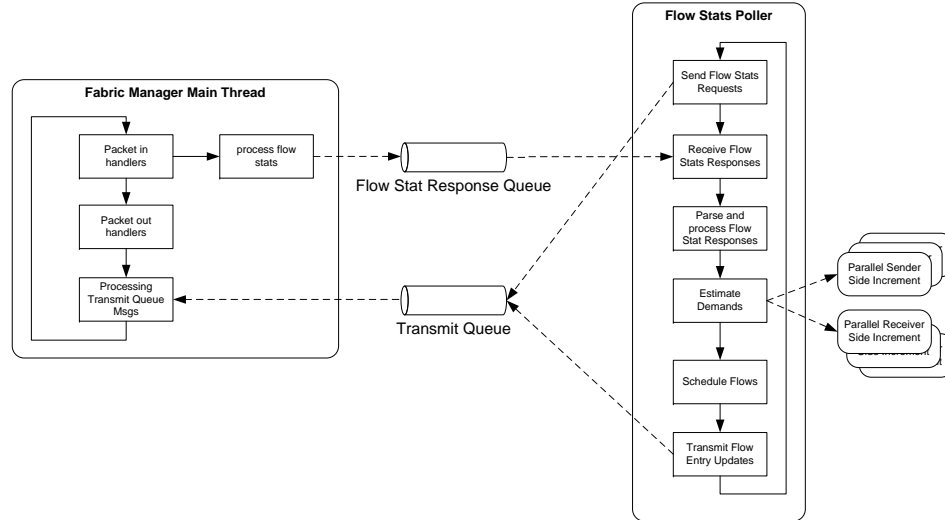 Flow Stats Poller
Fabric Manager Main Thread
Packet in
handlers
process flow
stats
Packet out
handlers
Processing
Transmit Queue
Msgs
Flow Stat Response Queue
Transmit Queue
Send Flow Stats
Requests
Receive Flow
Stats Responses
Parse and
process Flow
Stat Responses
Estimate
Demands
Schedule Flows
Transmit Flow
Entry Updates
Parallel Sender
Side Increment
Parallel Receiver
Side Increment